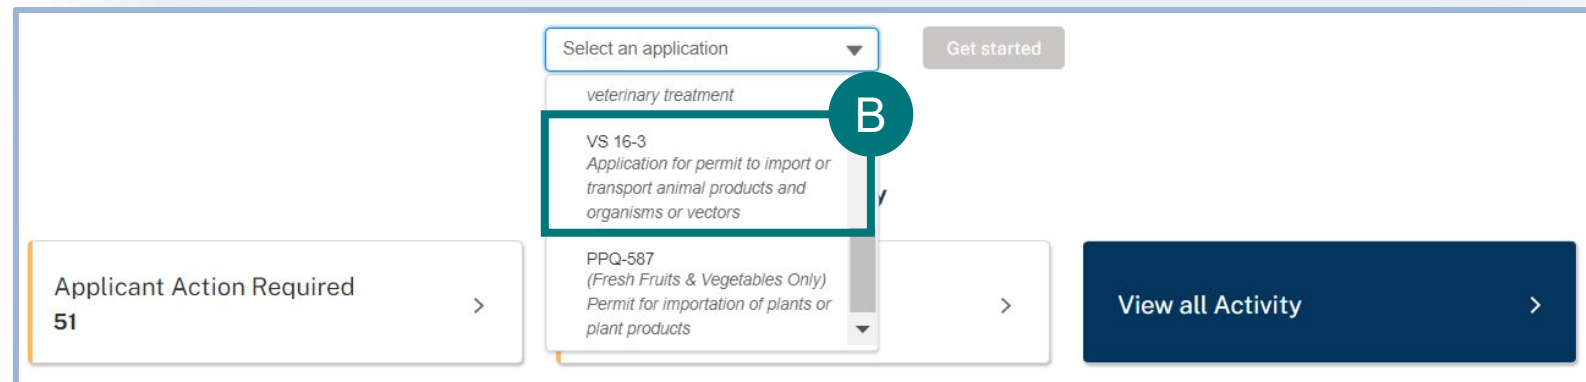 Select an application
Get started
veterinary treatment
B
VS 16-3
Application for permit to import or
transport animal products and
organisms or vectors
y
PPQ-587
(Fresh Fruits & Vegetables Only)
Permit for importation of plants or
plant products
Applicant Action Required
51
View all Activity